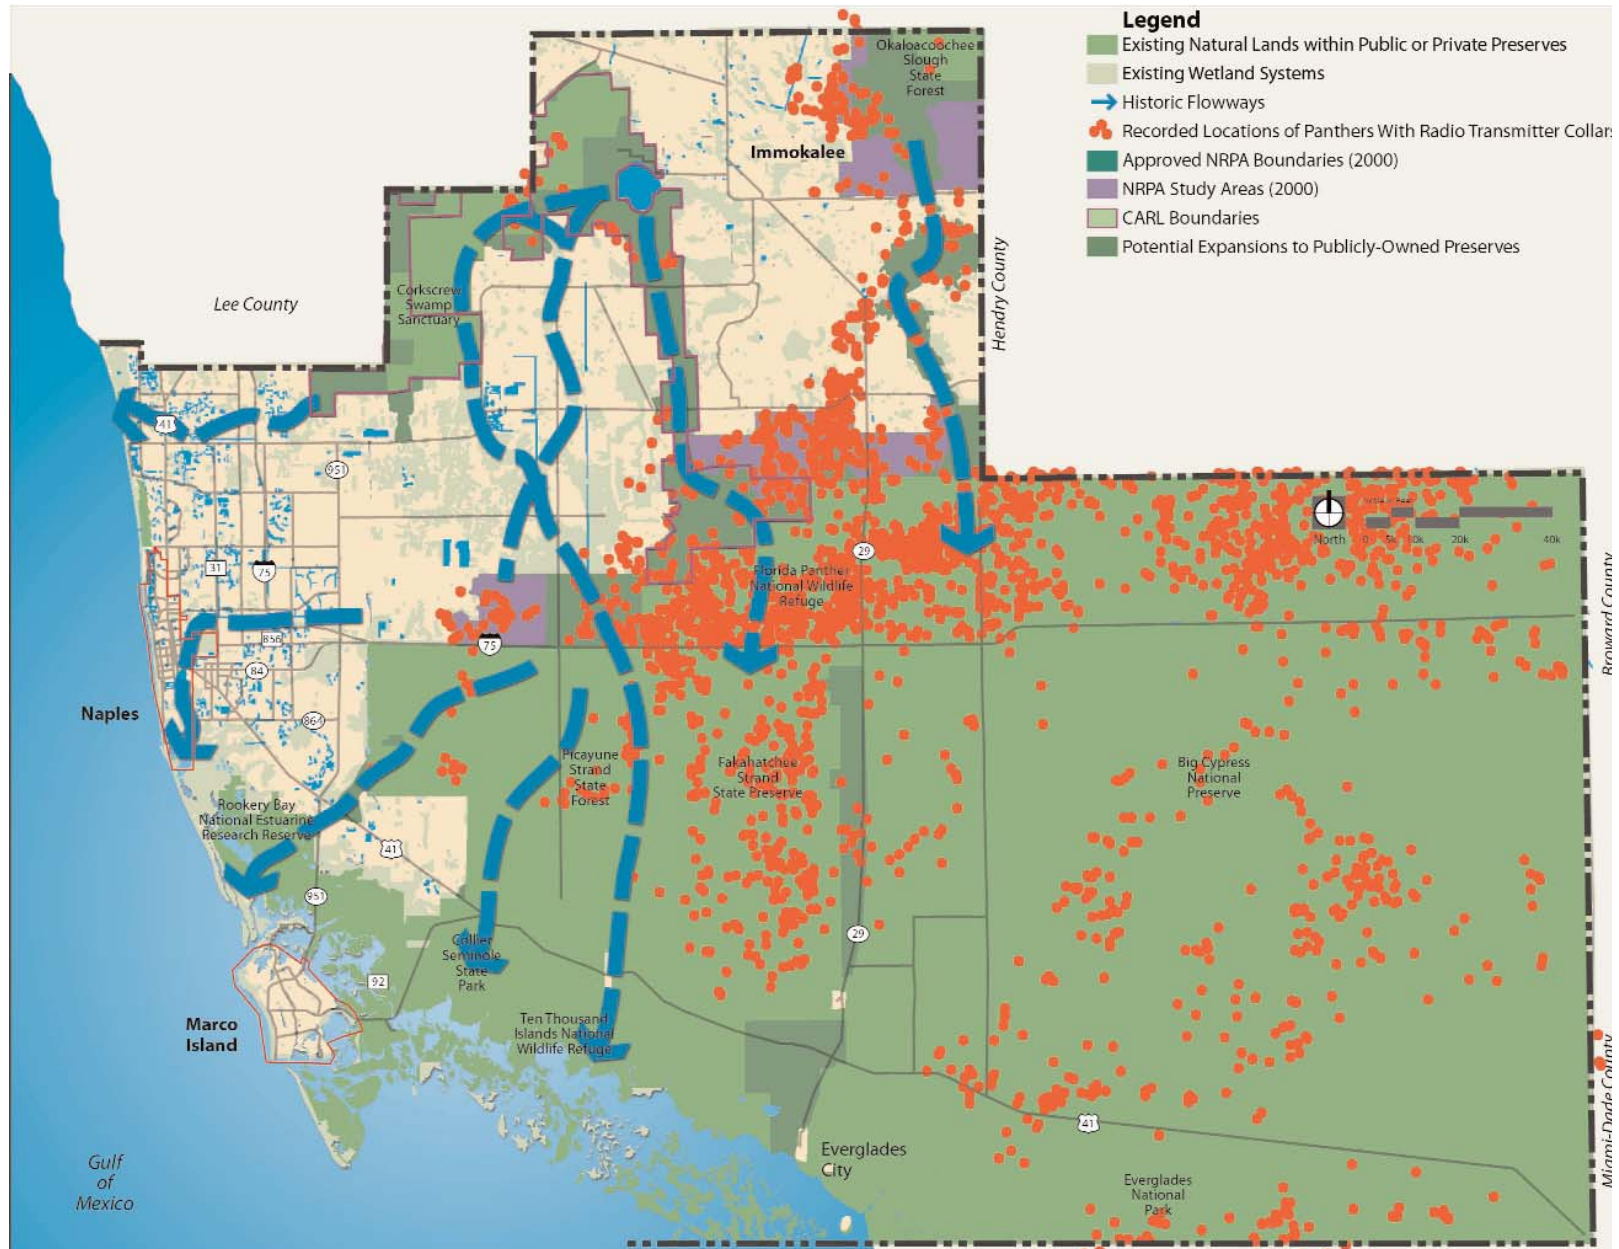 Legend
Existing Natural Lands within Public or Private Preserves
Existing Wetland Systems
Historic Flowways
Recorded Locations of Panthers With Radio Transmitter Collars
Approved NRPA Boundaries (2000)
NRPA Study Areas (2000)
CARL Boundaries
Potential Expansions to Publicly-Owned Preserves
Okaloacoochee
Slough
State
Forest
Immokalee
Hendry County
Lee County
Corkscrew
Swamp
Sanctuary
41
951
North
0
5k
10k
20k
40k
29
31
75
Florida Panther
National Wildlife
Refuge
Broward County
856
75
84
Naples
864
Picayune
Strand
State
Forest
Fakahatchee
Strand
State Preserve
Big Cypress
National
Preserve
Rookery Bay
National Estuarine
Research Reserve
41
951
29
Collier
Seminole
State
Park
92
Marco
Island
Ten Thousand
Islands National
Wildlife Refuge
Miami-Dade County
41
Everglades
City
Gulf
of
Mexico
Everglades
National
Park